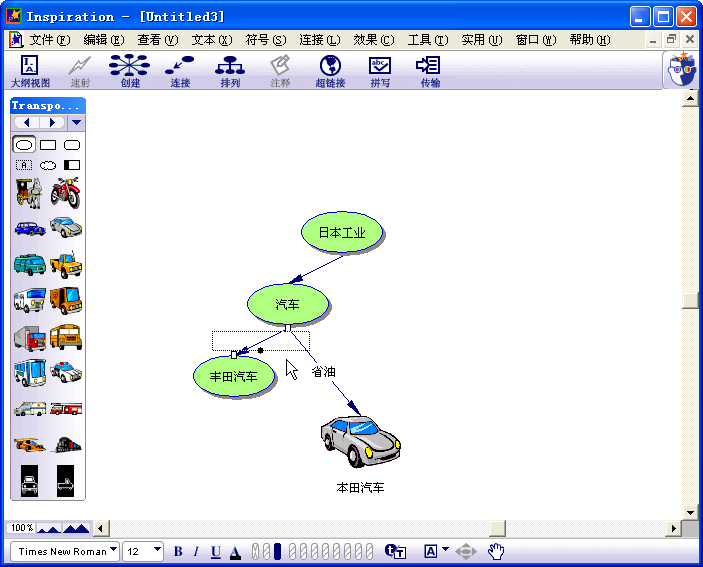 Inspiration - [Untitled3]
文件(F) 编辑(E) 查看(V) 文本(X) 符号(S) 连接(L) 效果(C) 工具(T) 实用(U) 窗口(W) 帮助(H)
大纲视图 速射 创建 连接 排列 注释 超链接 拼写 传输
Transpo...
A
日本工业
汽车
丰田汽车
省油
本田汽车
100%
Times New Roman 12 B I U A A